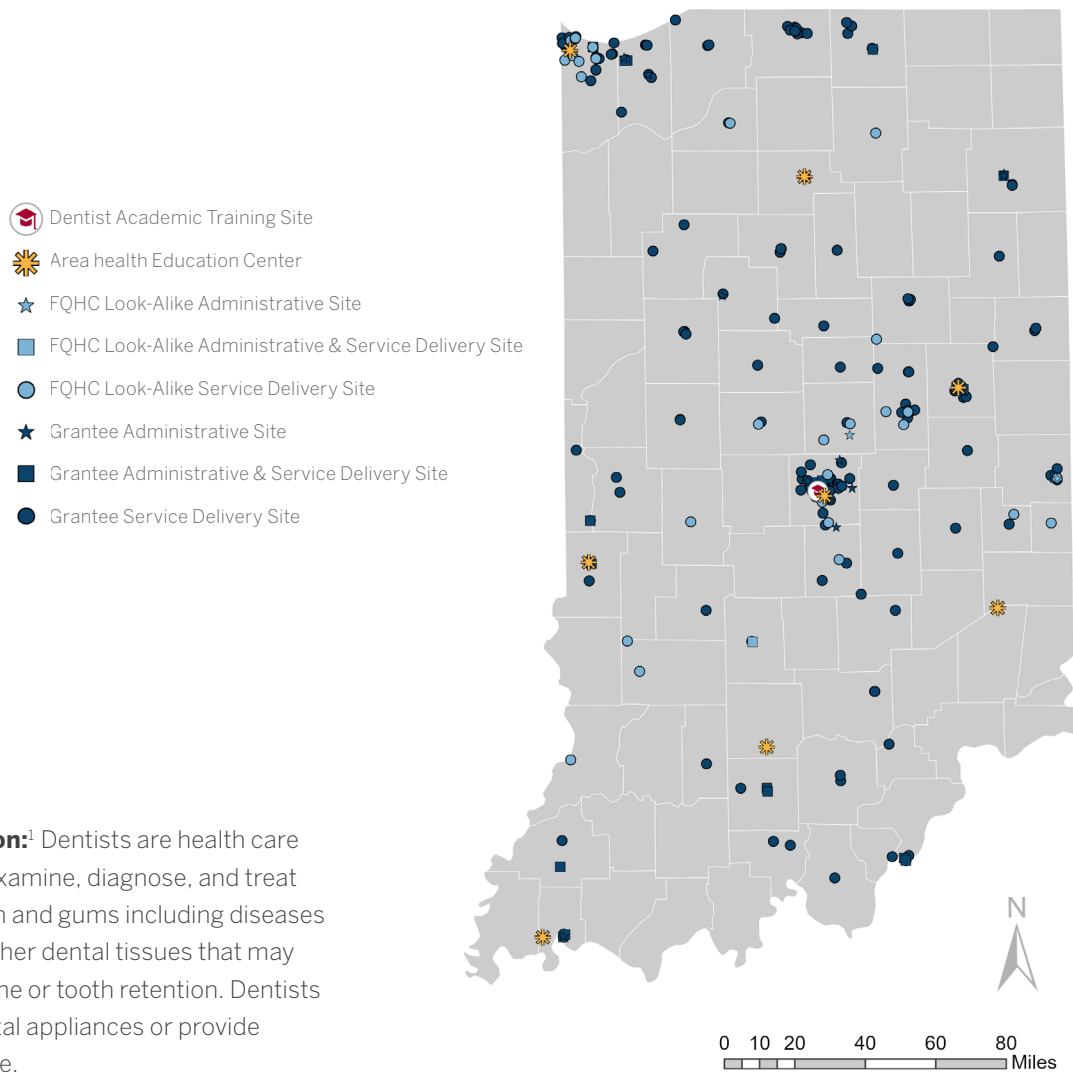 Dentist Academic Training Site
Area health Education Center
FQHC Look-Alike Administrative Site
FQHC Look-Alike Administrative & Service Delivery Site
FQHC Look-Alike Service Delivery Site
Grantee Administrative Site
Grantee Administrative & Service Delivery Site
Grantee Service Delivery Site
on:¹ Dentists are health care
xamine, diagnose, and treat
n and gums including diseases
her dental tissues that may
ne or tooth retention. Dentists
tal appliances or provide
e.
N
0 10 20 40 60 80
Miles